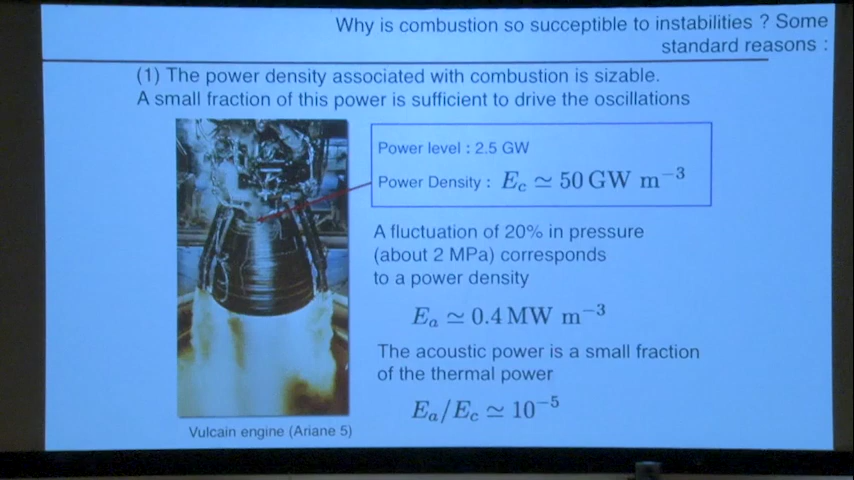 Why is combustion so susceptible to instabilities ? Some
standard reasons :
(1) The power density associated with combustion is sizable.
A small fraction of this power is sufficient to drive the oscillations
Power level : 2.5 GW
Power Density : E_c ≃ 50 GW m⁻³
A fluctuation of 20% in pressure
(about 2 MPa) corresponds
to a power density
E_a ≃ 0.4 MW m⁻³
The acoustic power is a small fraction
of the thermal power
E_a/E_c ≃ 10⁻⁵
Vulcain engine (Ariane 5)